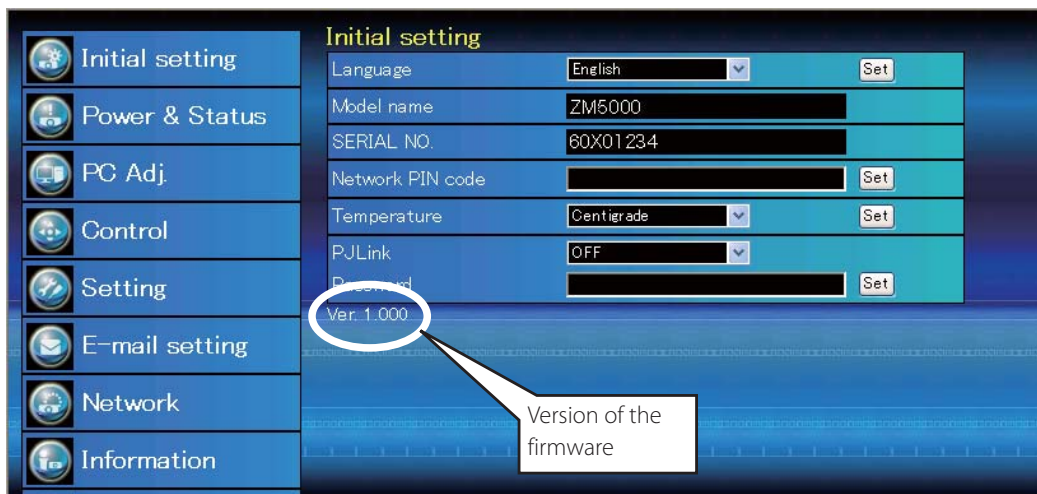 Initial setting
Power & Status
PC Adj.
Control
Setting
E-mail setting
Network
Information
Initial setting
Language English Set
Model name ZM5000
SERIAL NO. 60X01234
Network PIN code Set
Temperature Centigrade Set
PJLink OFF
Password Set
Ver. 1.000
Version of the
firmware